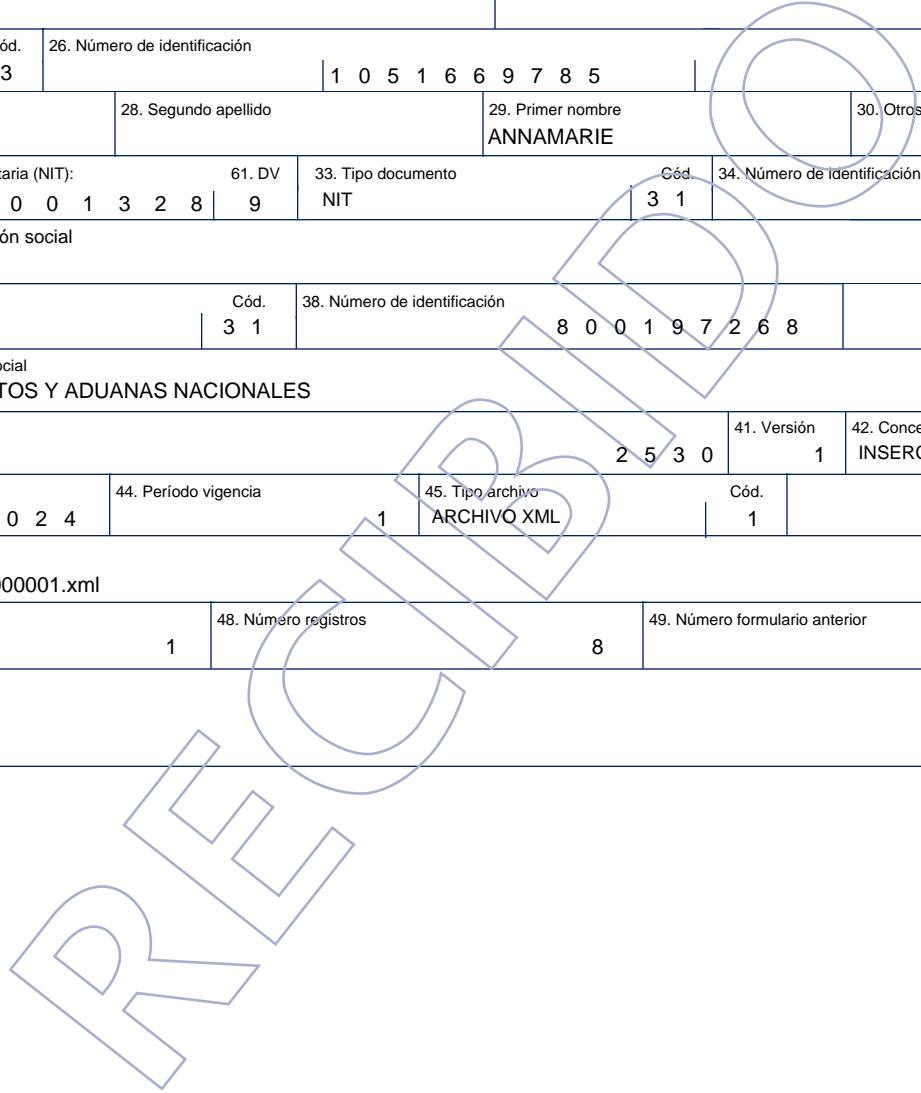 ód. 26. Número de identificación
3 1 0 5 1 6 6 9 7 8 5
28. Segundo apellido 29. Primer nombre 30. Otros
ANNAMARIE
taria (NIT): 61. DV 33. Tipo documento Cód. 34. Número de identificación
0 0 1 3 2 8 9 NIT 3 1
ón social
Cód. 38. Número de identificación
3 1 8 0 0 1 9 7 2 6 8
ocial
TOS Y ADUANAS NACIONALES
41. Versión 42. Conce
2 5 3 0 1 INSERC
44. Período vigencia 45. Tipo archivo Cód.
0 2 4 1 ARCHIVO XML 1
000001.xml
48. Número registros 49. Número formulario anterior
1 8
RECIBIDO